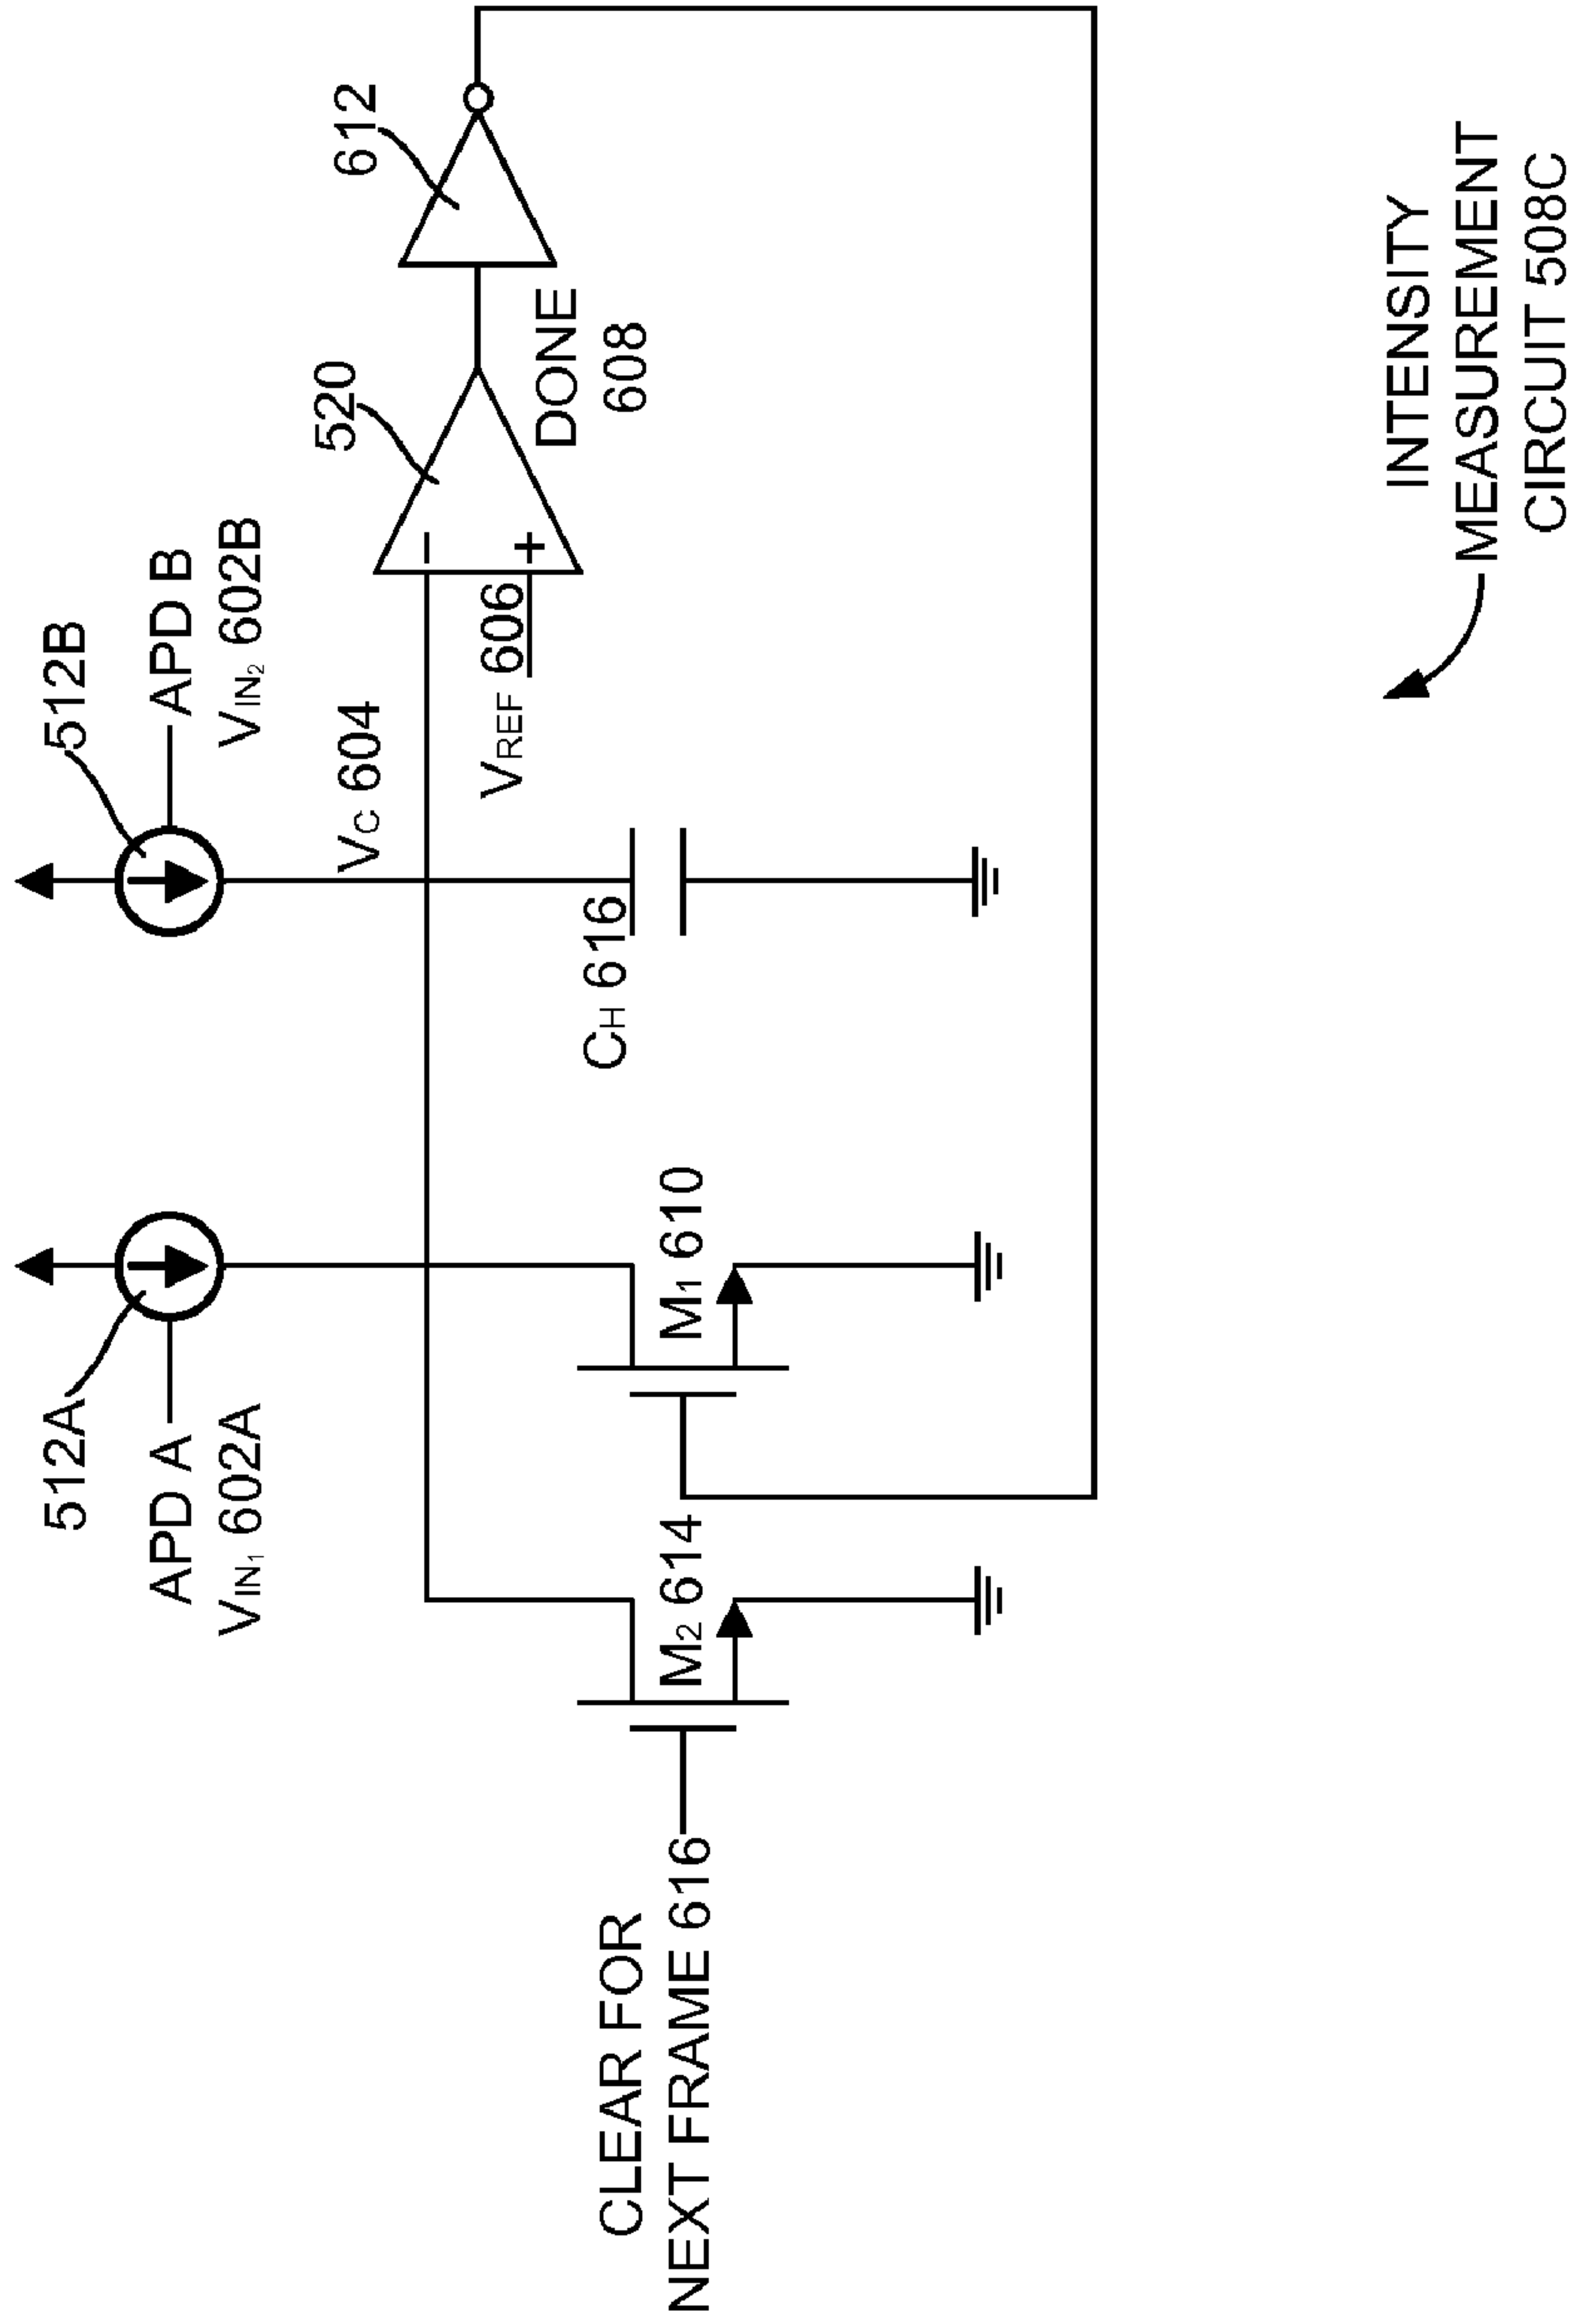 512A
APD A
VIN1 602A
512B
APD B
VIN2 602B
VC 604
520
612
VREF 606
−
+
DONE
608
CLEAR FOR
NEXT FRAME 616
M2 614
M1 610
CH 616
INTENSITY
MEASUREMENT
CIRCUIT 508C